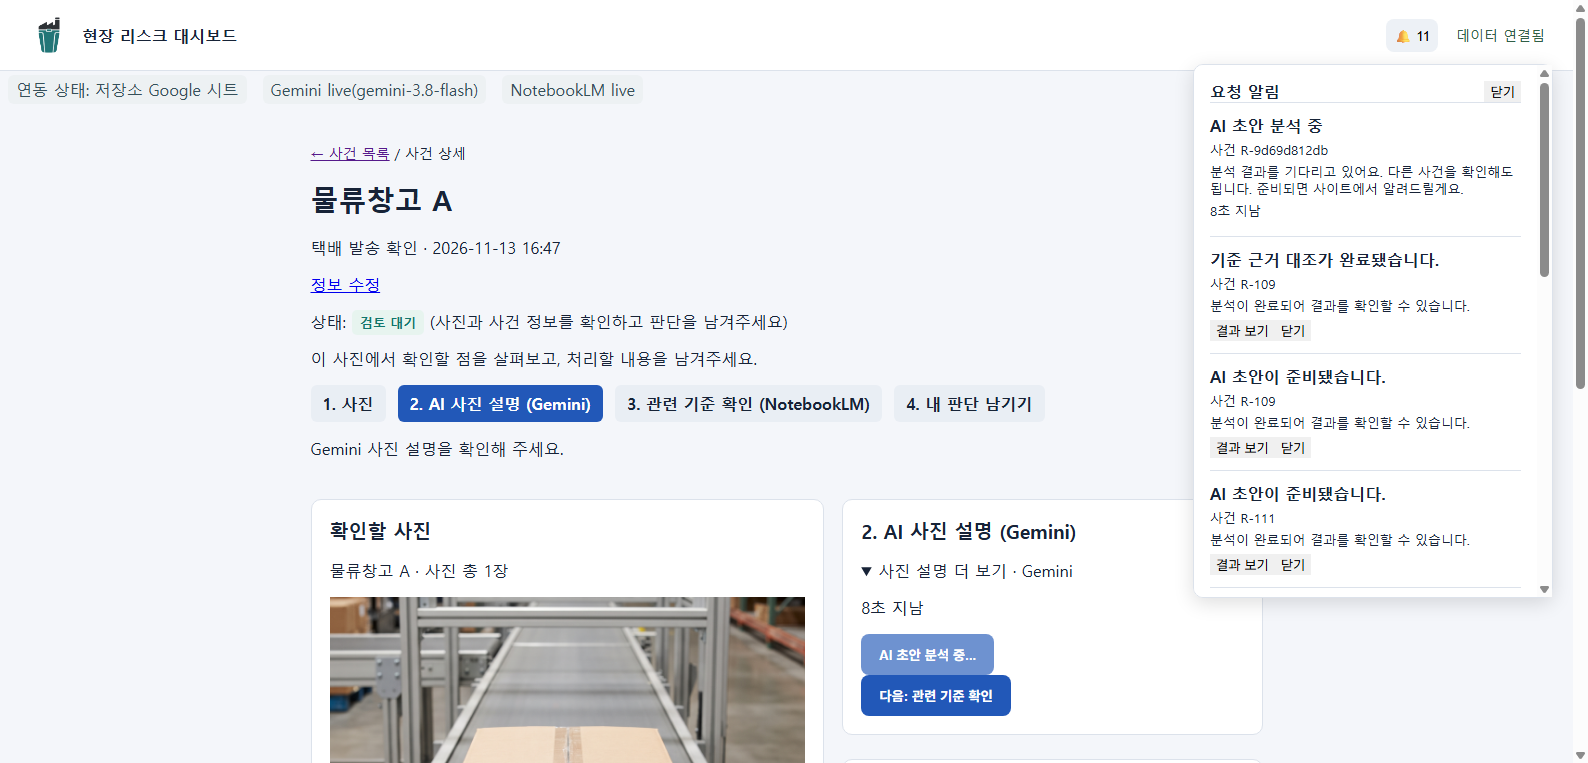 현장 리스크 대시보드
🔔 11
데이터 연결됨
연동 상태: 저장소 Google 시트
Gemini live(gemini-3.8-flash)
NotebookLM live
← 사건 목록 / 사건 상세
물류창고 A
택배 발송 확인 · 2026-11-13 16:47
정보 수정
상태: 검토 대기 (사진과 사건 정보를 확인하고 판단을 남겨주세요)
이 사진에서 확인할 점을 살펴보고, 처리할 내용을 남겨주세요.
1. 사진
2. AI 사진 설명 (Gemini)
3. 관련 기준 확인 (NotebookLM)
4. 내 판단 남기기
Gemini 사진 설명을 확인해 주세요.
확인할 사진
물류창고 A · 사진 총 1장
2. AI 사진 설명 (Gemini)
▼ 사진 설명 더 보기 · Gemini
8초 지남
AI 초안 분석 중...
다음: 관련 기준 확인
요청 알림
닫기
AI 초안 분석 중
사건 R-9d69d812db
분석 결과를 기다리고 있어요. 다른 사건을 확인해도
됩니다. 준비되면 사이트에서 알려드릴게요.
8초 지남
기준 근거 대조가 완료됐습니다.
사건 R-109
분석이 완료되어 결과를 확인할 수 있습니다.
결과 보기 닫기
AI 초안이 준비됐습니다.
사건 R-109
분석이 완료되어 결과를 확인할 수 있습니다.
결과 보기 닫기
AI 초안이 준비됐습니다.
사건 R-111
분석이 완료되어 결과를 확인할 수 있습니다.
결과 보기 닫기